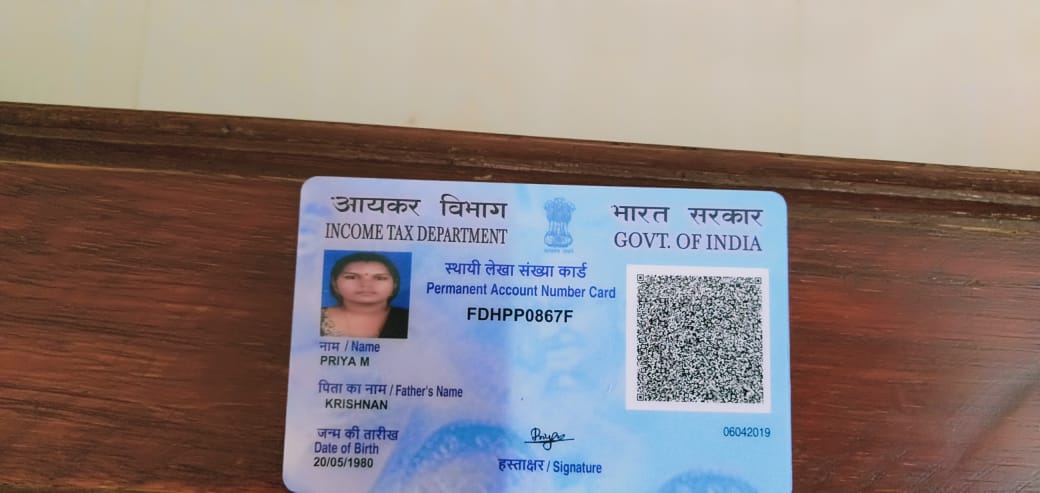 आयकर विभाग
INCOME TAX DEPARTMENT
भारत सरकार
GOVT. OF INDIA
स्थायी लेखा संख्या कार्ड
Permanent Account Number Card
FDHPP0867F
नाम / Name
PRIYA M
पिता का नाम / Father's Name
KRISHNAN
जन्म की तारीख
Date of Birth
20/05/1980
Priya
हस्ताक्षर / Signature
06042019